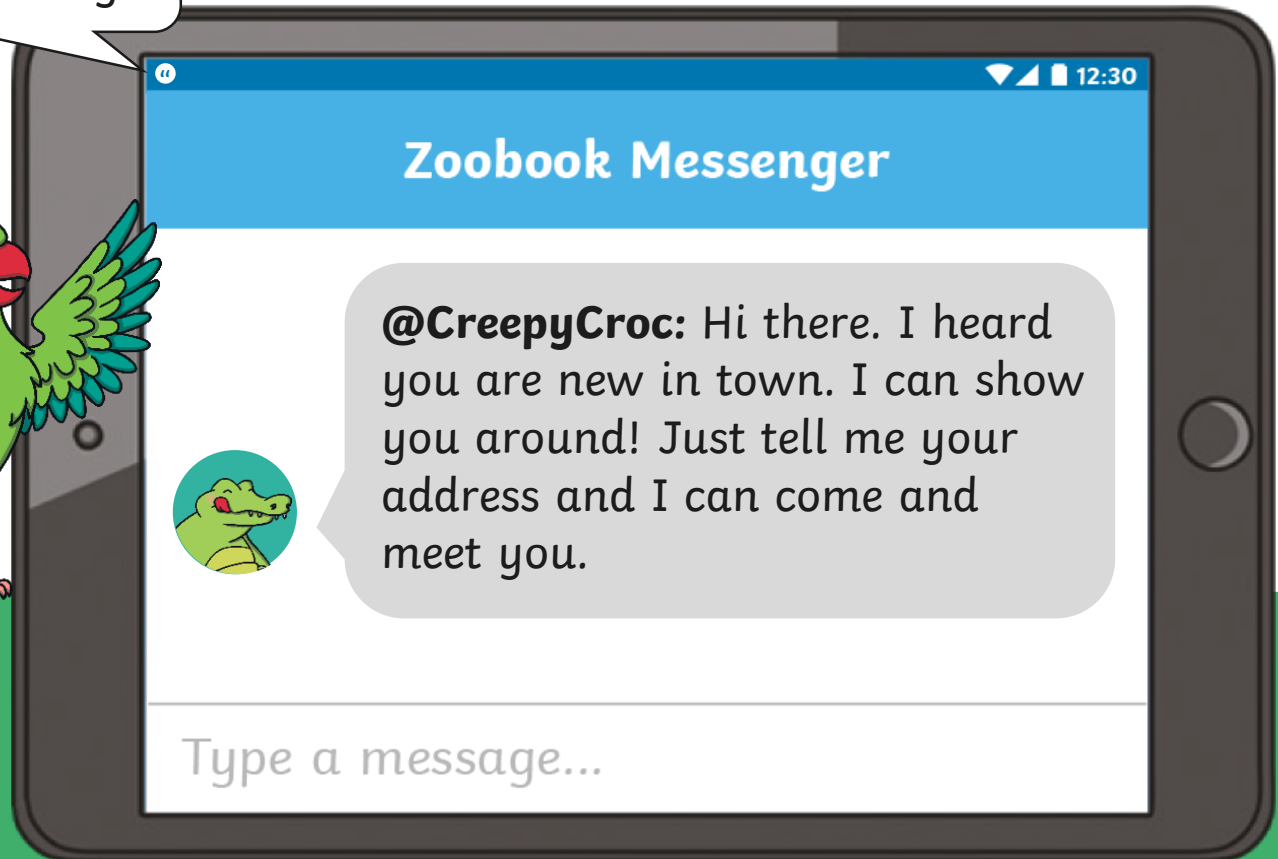 12:30
Zoobook Messenger
@CreepyCroc: Hi there. I heard
you are new in town. I can show
you around! Just tell me your
address and I can come and
meet you.
Type a message...